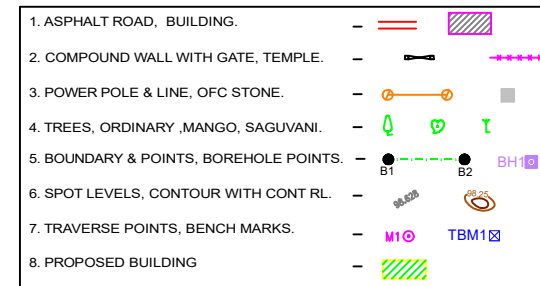 1. ASPHALT ROAD, BUILDING. –
2. COMPOUND WALL WITH GATE, TEMPLE. –
3. POWER POLE & LINE, OFC STONE. –
4. TREES, ORDINARY ,MANGO, SAGUVANI. –
5. BOUNDARY & POINTS, BOREHOLE POINTS. – B1 B2 BH1
6. SPOT LEVELS, CONTOUR WITH CONT RL. – 98.628 98.25
7. TRAVERSE POINTS, BENCH MARKS. – M1 TBM1
8. PROPOSED BUILDING –